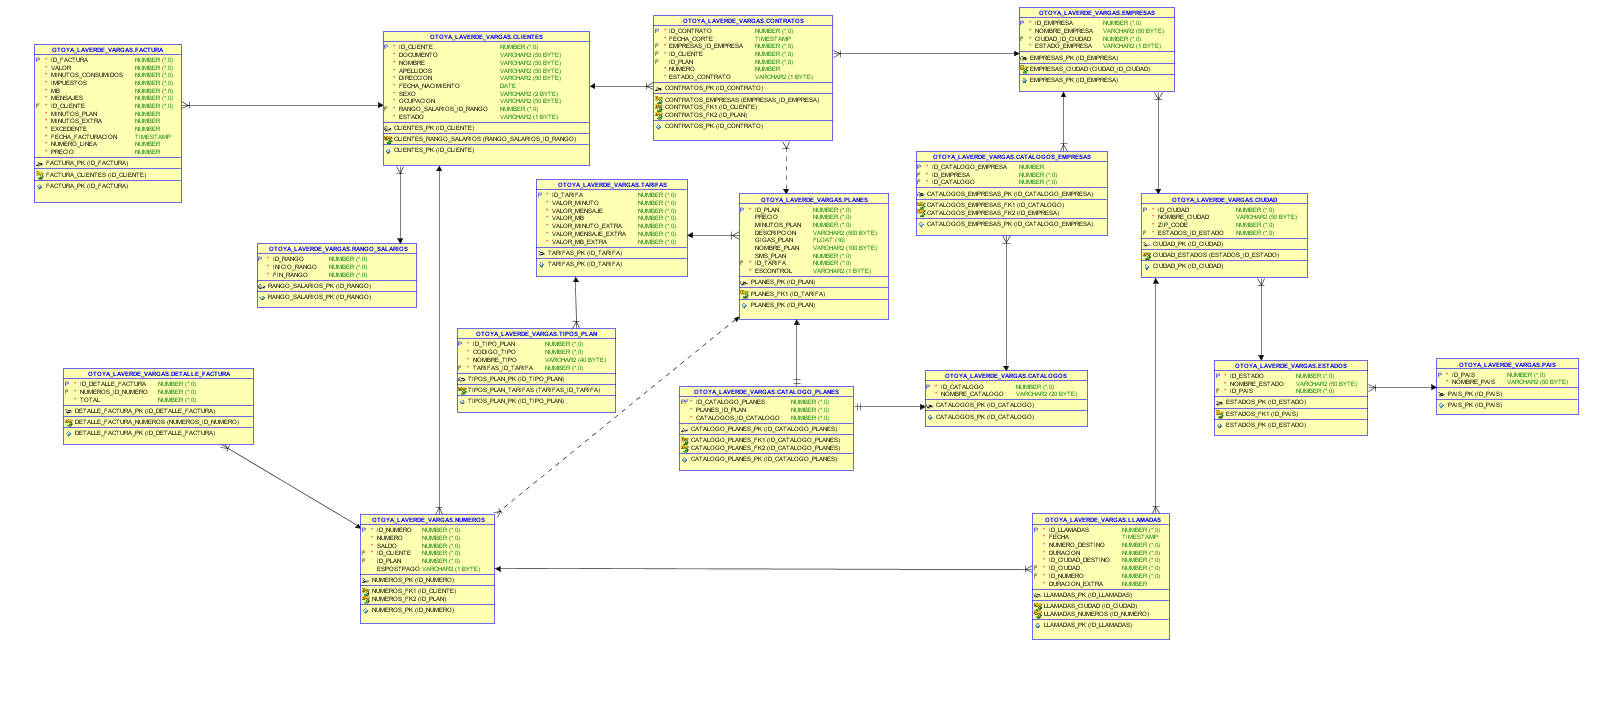 OTOYA_LAVERDE_VARGAS.FACTURA
P * ID_FACTURA NUMBER (*,0)
* VALOR NUMBER (*,0)
* MINUTOS_CONSUMIDOS NUMBER (*,0)
* IMPUESTOS NUMBER (*,0)
* MB NUMBER (*,0)
* MENSAJES NUMBER (*,0)
F * ID_CLIENTE NUMBER (*,0)
* MINUTOS_PLAN NUMBER
* MINUTOS_EXTRA NUMBER
* EXCEDENTE NUMBER
* FECHA_FACTURACION TIMESTAMP
* NUMERO_LINEA NUMBER
* PRECIO NUMBER
FACTURA_PK (ID_FACTURA)
FACTURA_CLIENTES (ID_CLIENTE)
FACTURA_PK (ID_FACTURA)
OTOYA_LAVERDE_VARGAS.CLIENTES
P * ID_CLIENTE NUMBER (*,0)
* DOCUMENTO VARCHAR2 (50 BYTE)
* NOMBRE VARCHAR2 (50 BYTE)
* APELLIDOS VARCHAR2 (50 BYTE)
* DIRECCION VARCHAR2 (50 BYTE)
* FECHA_NACIMIENTO DATE
* SEXO VARCHAR2 (2 BYTE)
* OCUPACION VARCHAR2 (50 BYTE)
F * RANGO_SALARIOS_ID_RANGO NUMBER (*,0)
* ESTADO VARCHAR2 (1 BYTE)
CLIENTES_PK (ID_CLIENTE)
CLIENTES_RANGO_SALARIOS (RANGO_SALARIOS_ID_RANGO)
CLIENTES_PK (ID_CLIENTE)
OTOYA_LAVERDE_VARGAS.CONTRATOS
P * ID_CONTRATO NUMBER (*,0)
* FECHA_CORTE TIMESTAMP
F * EMPRESAS_ID_EMPRESA NUMBER (*,0)
F * ID_CLIENTE NUMBER (*,0)
F ID_PLAN NUMBER (*,0)
* NUMERO NUMBER
* ESTADO_CONTRATO VARCHAR2 (1 BYTE)
CONTRATOS_PK (ID_CONTRATO)
CONTRATOS_EMPRESAS (EMPRESAS_ID_EMPRESA)
CONTRATOS_FK1 (ID_CLIENTE)
CONTRATOS_FK2 (ID_PLAN)
CONTRATOS_PK (ID_CONTRATO)
OTOYA_LAVERDE_VARGAS.EMPRESAS
P * ID_EMPRESA NUMBER (*,0)
* NOMBRE_EMPRESA VARCHAR2 (50 BYTE)
F * CIUDAD_ID_CIUDAD NUMBER (*,0)
* ESTADO_EMPRESA VARCHAR2 (1 BYTE)
EMPRESAS_PK (ID_EMPRESA)
EMPRESAS_CIUDAD (CIUDAD_ID_CIUDAD)
EMPRESAS_PK (ID_EMPRESA)
OTOYA_LAVERDE_VARGAS.CATALOGOS_EMPRESAS
P * ID_CATALOGO_EMPRESA NUMBER
F * ID_EMPRESA NUMBER (*,0)
F * ID_CATALOGO NUMBER (*,0)
CATALOGOS_EMPRESAS_PK (ID_CATALOGO_EMPRESA)
CATALOGOS_EMPRESAS_FK1 (ID_CATALOGO)
CATALOGOS_EMPRESAS_FK2 (ID_EMPRESA)
CATALOGOS_EMPRESAS_PK (ID_CATALOGO_EMPRESA)
OTOYA_LAVERDE_VARGAS.TARIFAS
P * ID_TARIFA NUMBER (*,0)
* VALOR_MINUTO NUMBER (*,0)
* VALOR_MENSAJE NUMBER (*,0)
* VALOR_MB NUMBER (*,0)
* VALOR_MINUTO_EXTRA NUMBER (*,0)
* VALOR_MENSAJE_EXTRA NUMBER (*,0)
* VALOR_MB_EXTRA NUMBER (*,0)
TARIFAS_PK (ID_TARIFA)
TARIFAS_PK (ID_TARIFA)
OTOYA_LAVERDE_VARGAS.PLANES
P * ID_PLAN NUMBER (*,0)
PRECIO NUMBER (*,0)
MINUTOS_PLAN NUMBER (*,0)
DESCRIPCION VARCHAR2 (500 BYTE)
GIGAS_PLAN FLOAT (16)
NOMBRE_PLAN VARCHAR2 (100 BYTE)
SMS_PLAN NUMBER (*,0)
F * ID_TARIFA NUMBER (*,0)
* ESCONTROL VARCHAR2 (1 BYTE)
PLANES_PK (ID_PLAN)
PLANES_FK1 (ID_TARIFA)
PLANES_PK (ID_PLAN)
OTOYA_LAVERDE_VARGAS.CIUDAD
P * ID_CIUDAD NUMBER (*,0)
* NOMBRE_CIUDAD VARCHAR2 (50 BYTE)
* ZIP_CODE NUMBER (*,0)
F * ESTADOS_ID_ESTADO NUMBER (*,0)
CIUDAD_PK (ID_CIUDAD)
CIUDAD_ESTADOS (ESTADOS_ID_ESTADO)
CIUDAD_PK (ID_CIUDAD)
OTOYA_LAVERDE_VARGAS.RANGO_SALARIOS
P * ID_RANGO NUMBER (*,0)
* INICIO_RANGO NUMBER (*,0)
* FIN_RANGO NUMBER (*,0)
RANGO_SALARIOS_PK (ID_RANGO)
RANGO_SALARIOS_PK (ID_RANGO)
OTOYA_LAVERDE_VARGAS.TIPOS_PLAN
P * ID_TIPO_PLAN NUMBER (*,0)
* CODIGO_TIPO NUMBER (*,0)
* NOMBRE_TIPO VARCHAR2 (40 BYTE)
F * TARIFAS_ID_TARIFA NUMBER (*,0)
TIPOS_PLAN_PK (ID_TIPO_PLAN)
TIPOS_PLAN_TARIFAS (TARIFAS_ID_TARIFA)
TIPOS_PLAN_PK (ID_TIPO_PLAN)
OTOYA_LAVERDE_VARGAS.DETALLE_FACTURA
P * ID_DETALLE_FACTURA NUMBER (*,0)
F * NUMEROS_ID_NUMERO NUMBER (*,0)
* TOTAL NUMBER (*,0)
DETALLE_FACTURA_PK (ID_DETALLE_FACTURA)
DETALLE_FACTURA_NUMEROS (NUMEROS_ID_NUMERO)
DETALLE_FACTURA_PK (ID_DETALLE_FACTURA)
OTOYA_LAVERDE_VARGAS.CATALOGO_PLANES
PF * ID_CATALOGO_PLANES NUMBER (*,0)
* PLANES_ID_PLAN NUMBER (*,0)
* CATALOGOS_ID_CATALOGO NUMBER (*,0)
CATALOGO_PLANES_PK (ID_CATALOGO_PLANES)
CATALOGO_PLANES_FK1 (ID_CATALOGO_PLANES)
CATALOGO_PLANES_FK2 (ID_CATALOGO_PLANES)
CATALOGO_PLANES_PK (ID_CATALOGO_PLANES)
OTOYA_LAVERDE_VARGAS.CATALOGOS
P * ID_CATALOGO NUMBER (*,0)
* NOMBRE_CATALOGO VARCHAR2 (20 BYTE)
CATALOGOS_PK (ID_CATALOGO)
CATALOGOS_PK (ID_CATALOGO)
OTOYA_LAVERDE_VARGAS.ESTADOS
P * ID_ESTADO NUMBER (*,0)
* NOMBRE_ESTADO VARCHAR2 (50 BYTE)
F * ID_PAIS NUMBER (*,0)
ESTADOS_PK (ID_ESTADO)
ESTADOS_FK1 (ID_PAIS)
ESTADOS_PK (ID_ESTADO)
OTOYA_LAVERDE_VARGAS.PAIS
P * ID_PAIS NUMBER (*,0)
* NOMBRE_PAIS VARCHAR2 (50 BYTE)
PAIS_PK (ID_PAIS)
PAIS_PK (ID_PAIS)
OTOYA_LAVERDE_VARGAS.NUMEROS
P * ID_NUMERO NUMBER (*,0)
* NUMERO NUMBER (*,0)
* SALDO NUMBER (*,0)
F * ID_CLIENTE NUMBER (*,0)
F ID_PLAN NUMBER (*,0)
ESPOSTPAGO VARCHAR2 (1 BYTE)
NUMEROS_PK (ID_NUMERO)
NUMEROS_FK1 (ID_CLIENTE)
NUMEROS_FK2 (ID_PLAN)
NUMEROS_PK (ID_NUMERO)
OTOYA_LAVERDE_VARGAS.LLAMADAS
P * ID_LLAMADAS NUMBER (*,0)
* FECHA TIMESTAMP
* NUMERO_DESTINO NUMBER (*,0)
* DURACION NUMBER (*,0)
* ID_CIUDAD_DESTINO NUMBER (*,0)
F * ID_CIUDAD NUMBER (*,0)
F * ID_NUMERO NUMBER (*,0)
* DURACION_EXTRA NUMBER
LLAMADAS_PK (ID_LLAMADAS)
LLAMADAS_CIUDAD (ID_CIUDAD)
LLAMADAS_NUMEROS (ID_NUMERO)
LLAMADAS_PK (ID_LLAMADAS)